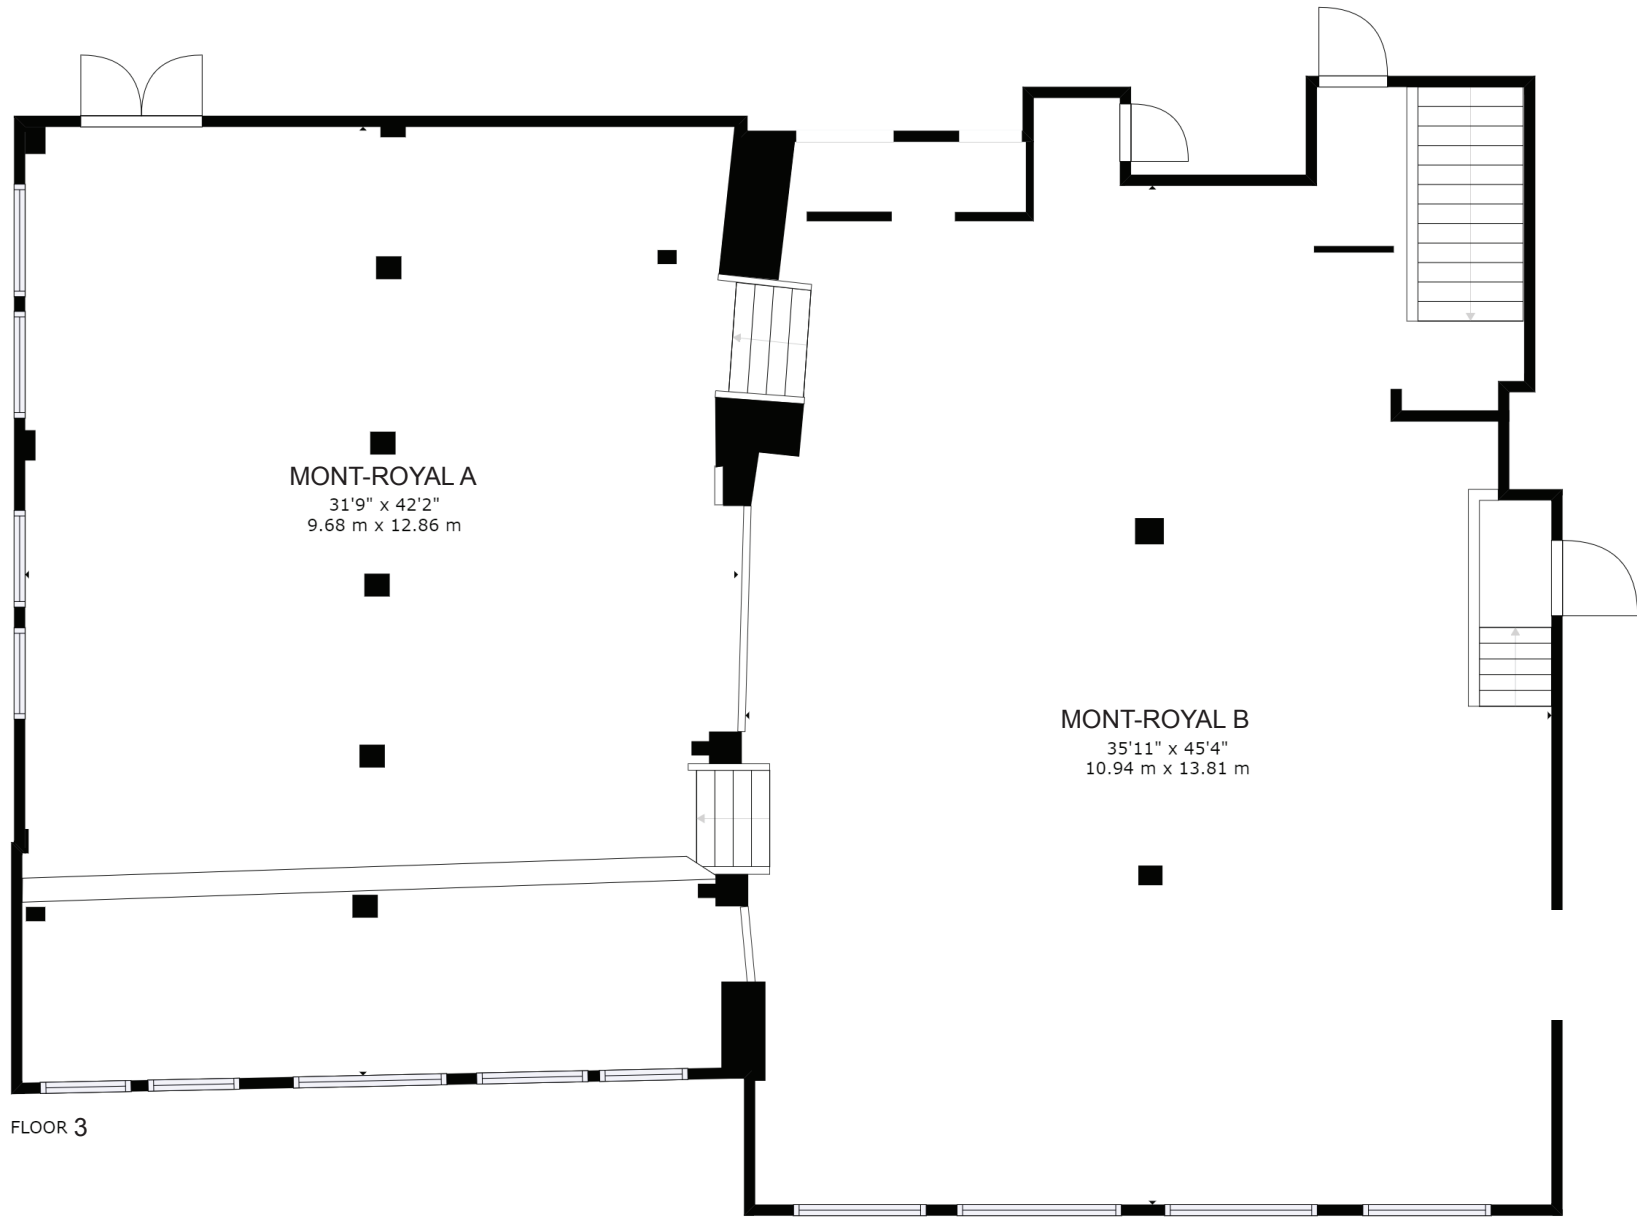 MONT-ROYAL A
31'9" x 42'2"
9.68 m x 12.86 m
MONT-ROYAL B
35'11" x 45'4"
10.94 m x 13.81 m
FLOOR 3